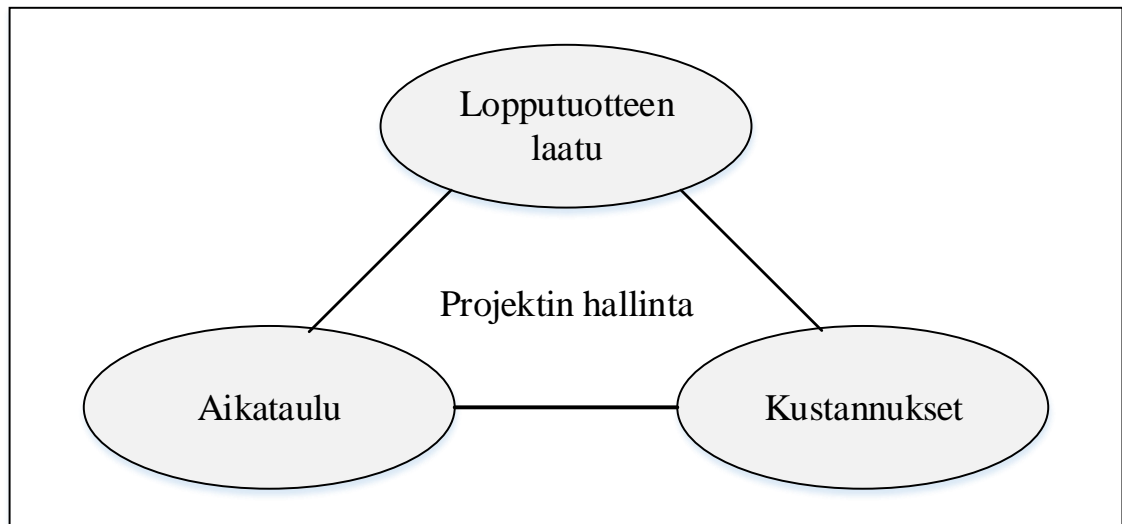 Lopputuotteen
laatu
Projektin hallinta
Aikataulu
Kustannukset